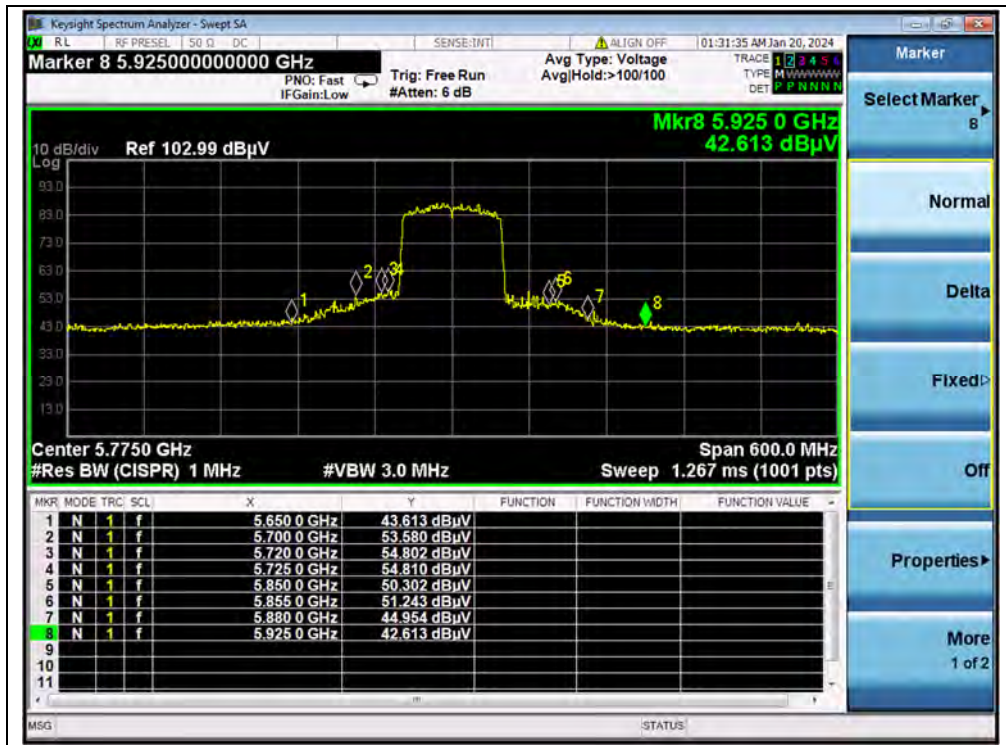 Keysight Spectrum Analyzer - Swept SA
RL RF PRESEL 50 Ω DC SENSE:INT ALIGN OFF 01:31:35 AM Jan 20, 2024
Marker 8 5.925000000000 GHz
Avg Type: Voltage
TRACE 1 2 3 4 5 6
PNO: Fast Trig: Free Run Avg|Hold:>100/100
TYPE M WWWWW
IFGain:Low #Atten: 6 dB
DET P P N N N N
Mkr8 5.925 0 GHz
42.613 dBµV
10 dB/div Ref 102.99 dBµV
Log
93.0
83.0
73.0
63.0
53.0
43.0
33.0
23.0
13.0
1 2 3 4 5 6 7 8
Center 5.7750 GHz Span 600.0 MHz
#Res BW (CISPR) 1 MHz #VBW 3.0 MHz Sweep 1.267 ms (1001 pts)
MKR MODE TRC SCL X Y FUNCTION FUNCTION WIDTH FUNCTION VALUE
1 N 1 f 5.650 0 GHz 43.613 dBµV
2 N 1 f 5.700 0 GHz 53.580 dBµV
3 N 1 f 5.720 0 GHz 54.802 dBµV
4 N 1 f 5.725 0 GHz 54.810 dBµV
5 N 1 f 5.850 0 GHz 50.302 dBµV
6 N 1 f 5.855 0 GHz 51.243 dBµV
7 N 1 f 5.880 0 GHz 44.954 dBµV
8 N 1 f 5.925 0 GHz 42.613 dBµV
9
10
11
MSG STATUS
Marker
Select Marker
8
Normal
Delta
Fixed
Off
Properties
More
1 of 2